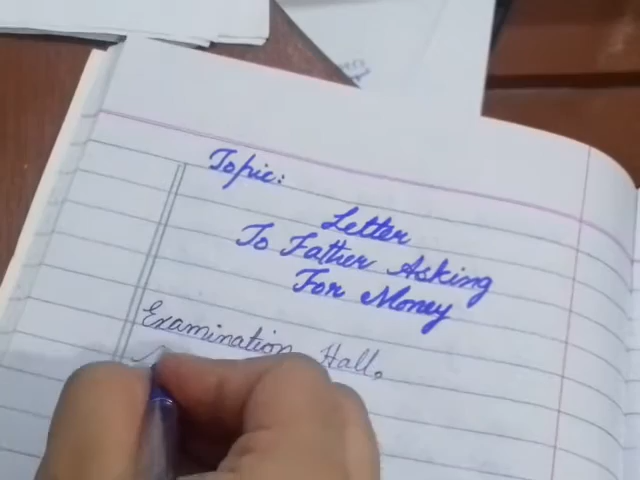 Topic:
Letter
To Father Asking
For Money
Examination Hall,